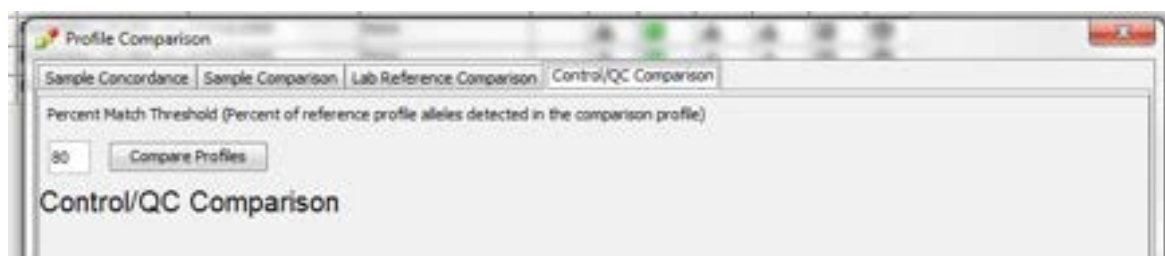 Profile Comparison
Sample Concordance Sample Comparison Lab Reference Comparison Control/QC Comparison
Percent Match Threshold (Percent of reference profile alleles detected in the comparison profile)
80 Compare Profiles
Control/QC Comparison